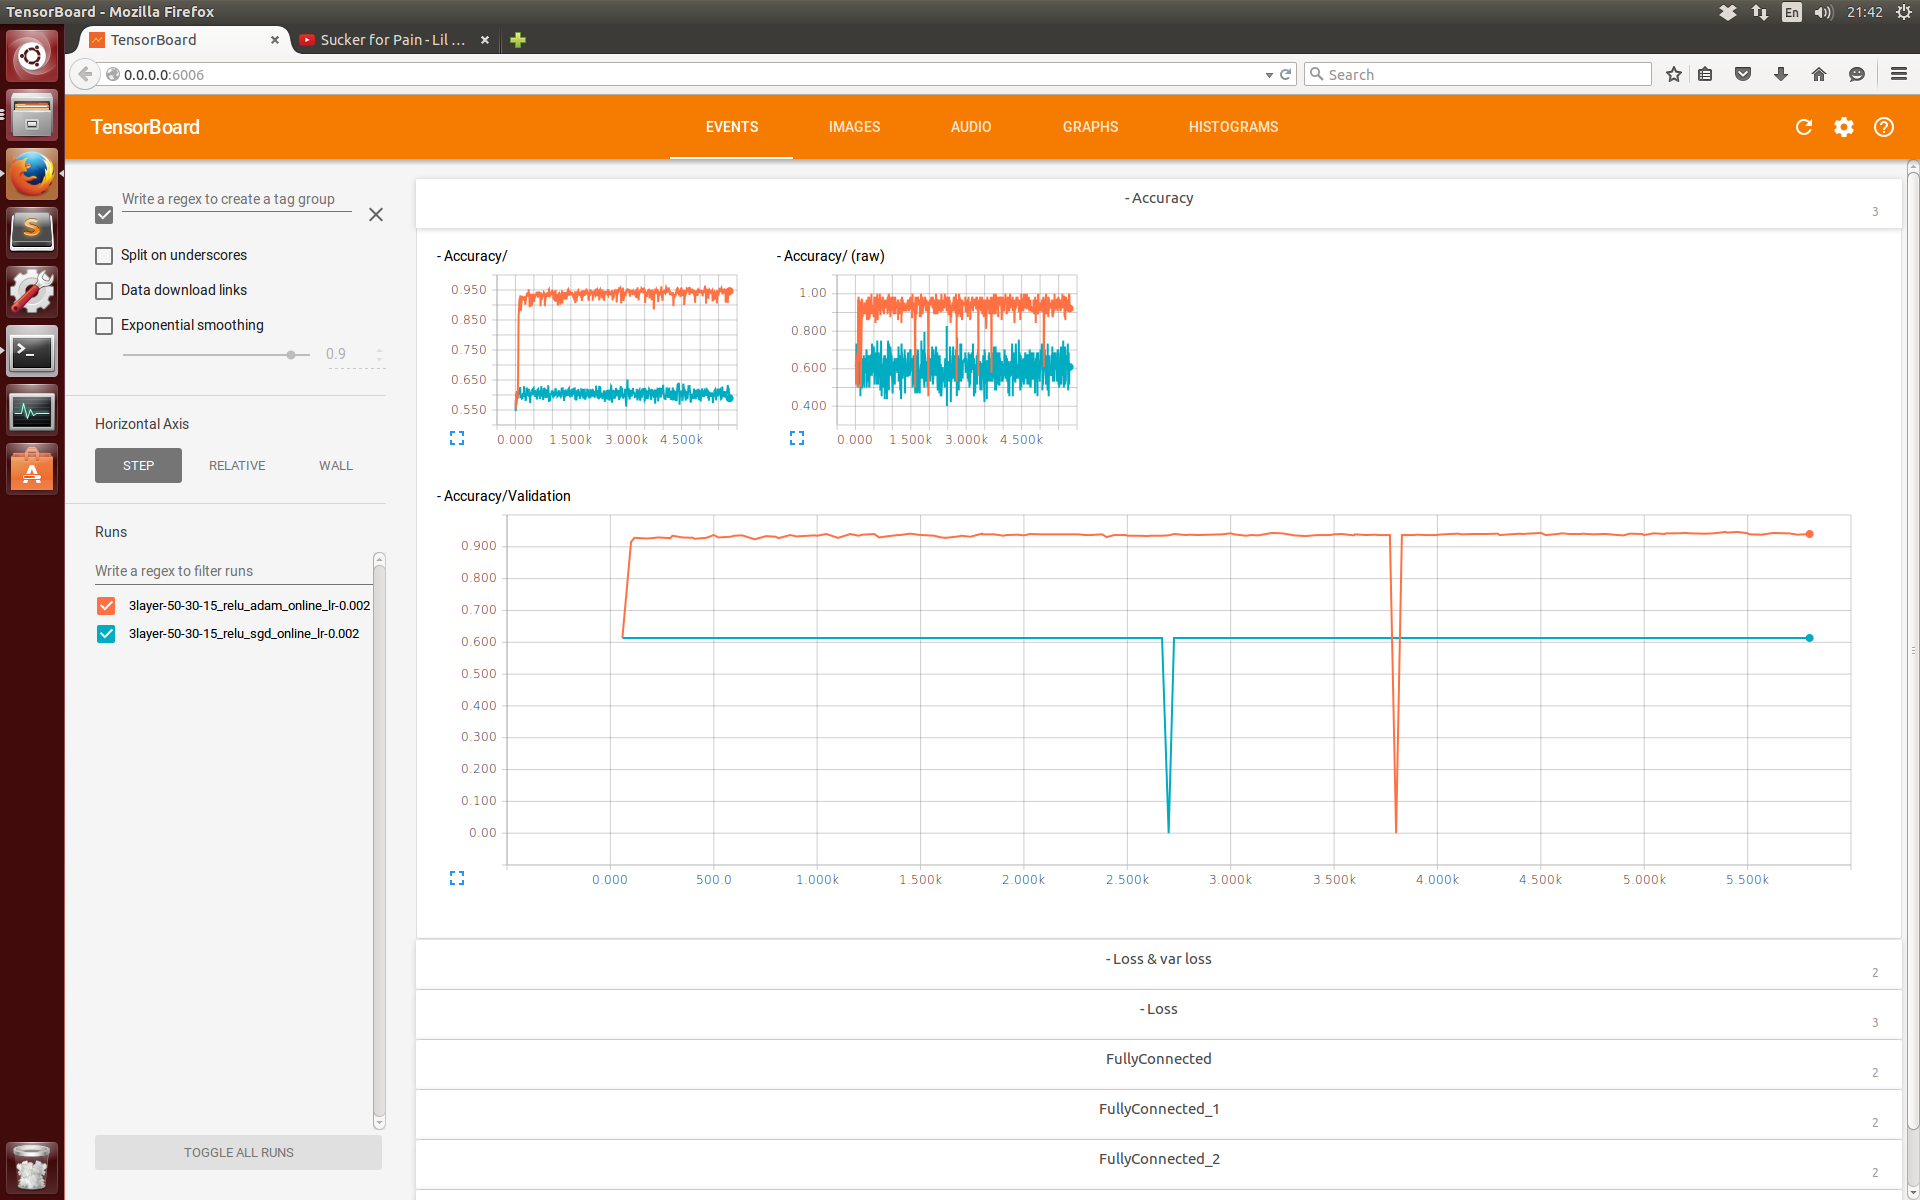 TensorBoard - Mozilla Firefox
En
21:42
TensorBoard
Sucker for Pain - Lil ...
0.0.0.0:6006
Search
TensorBoard
EVENTS
IMAGES
AUDIO
GRAPHS
HISTOGRAMS
Write a regex to create a tag group
Split on underscores
Data download links
Exponential smoothing
0.9
Horizontal Axis
STEP
RELATIVE
WALL
Runs
Write a regex to filter runs
3layer-50-30-15_relu_adam_online_lr-0.002
3layer-50-30-15_relu_sgd_online_lr-0.002
TOGGLE ALL RUNS
- Accuracy
3
- Accuracy/
0.950
0.850
0.750
0.650
0.550
0.000 1.500k 3.000k 4.500k
- Accuracy/ (raw)
1.00
0.800
0.600
0.400
0.000 1.500k 3.000k 4.500k
- Accuracy/Validation
0.900
0.800
0.700
0.600
0.500
0.400
0.300
0.200
0.100
0.00
0.000 500.0 1.000k 1.500k 2.000k 2.500k 3.000k 3.500k 4.000k 4.500k 5.000k 5.500k
- Loss & var loss
2
- Loss
3
FullyConnected
2
FullyConnected_1
2
FullyConnected_2
2